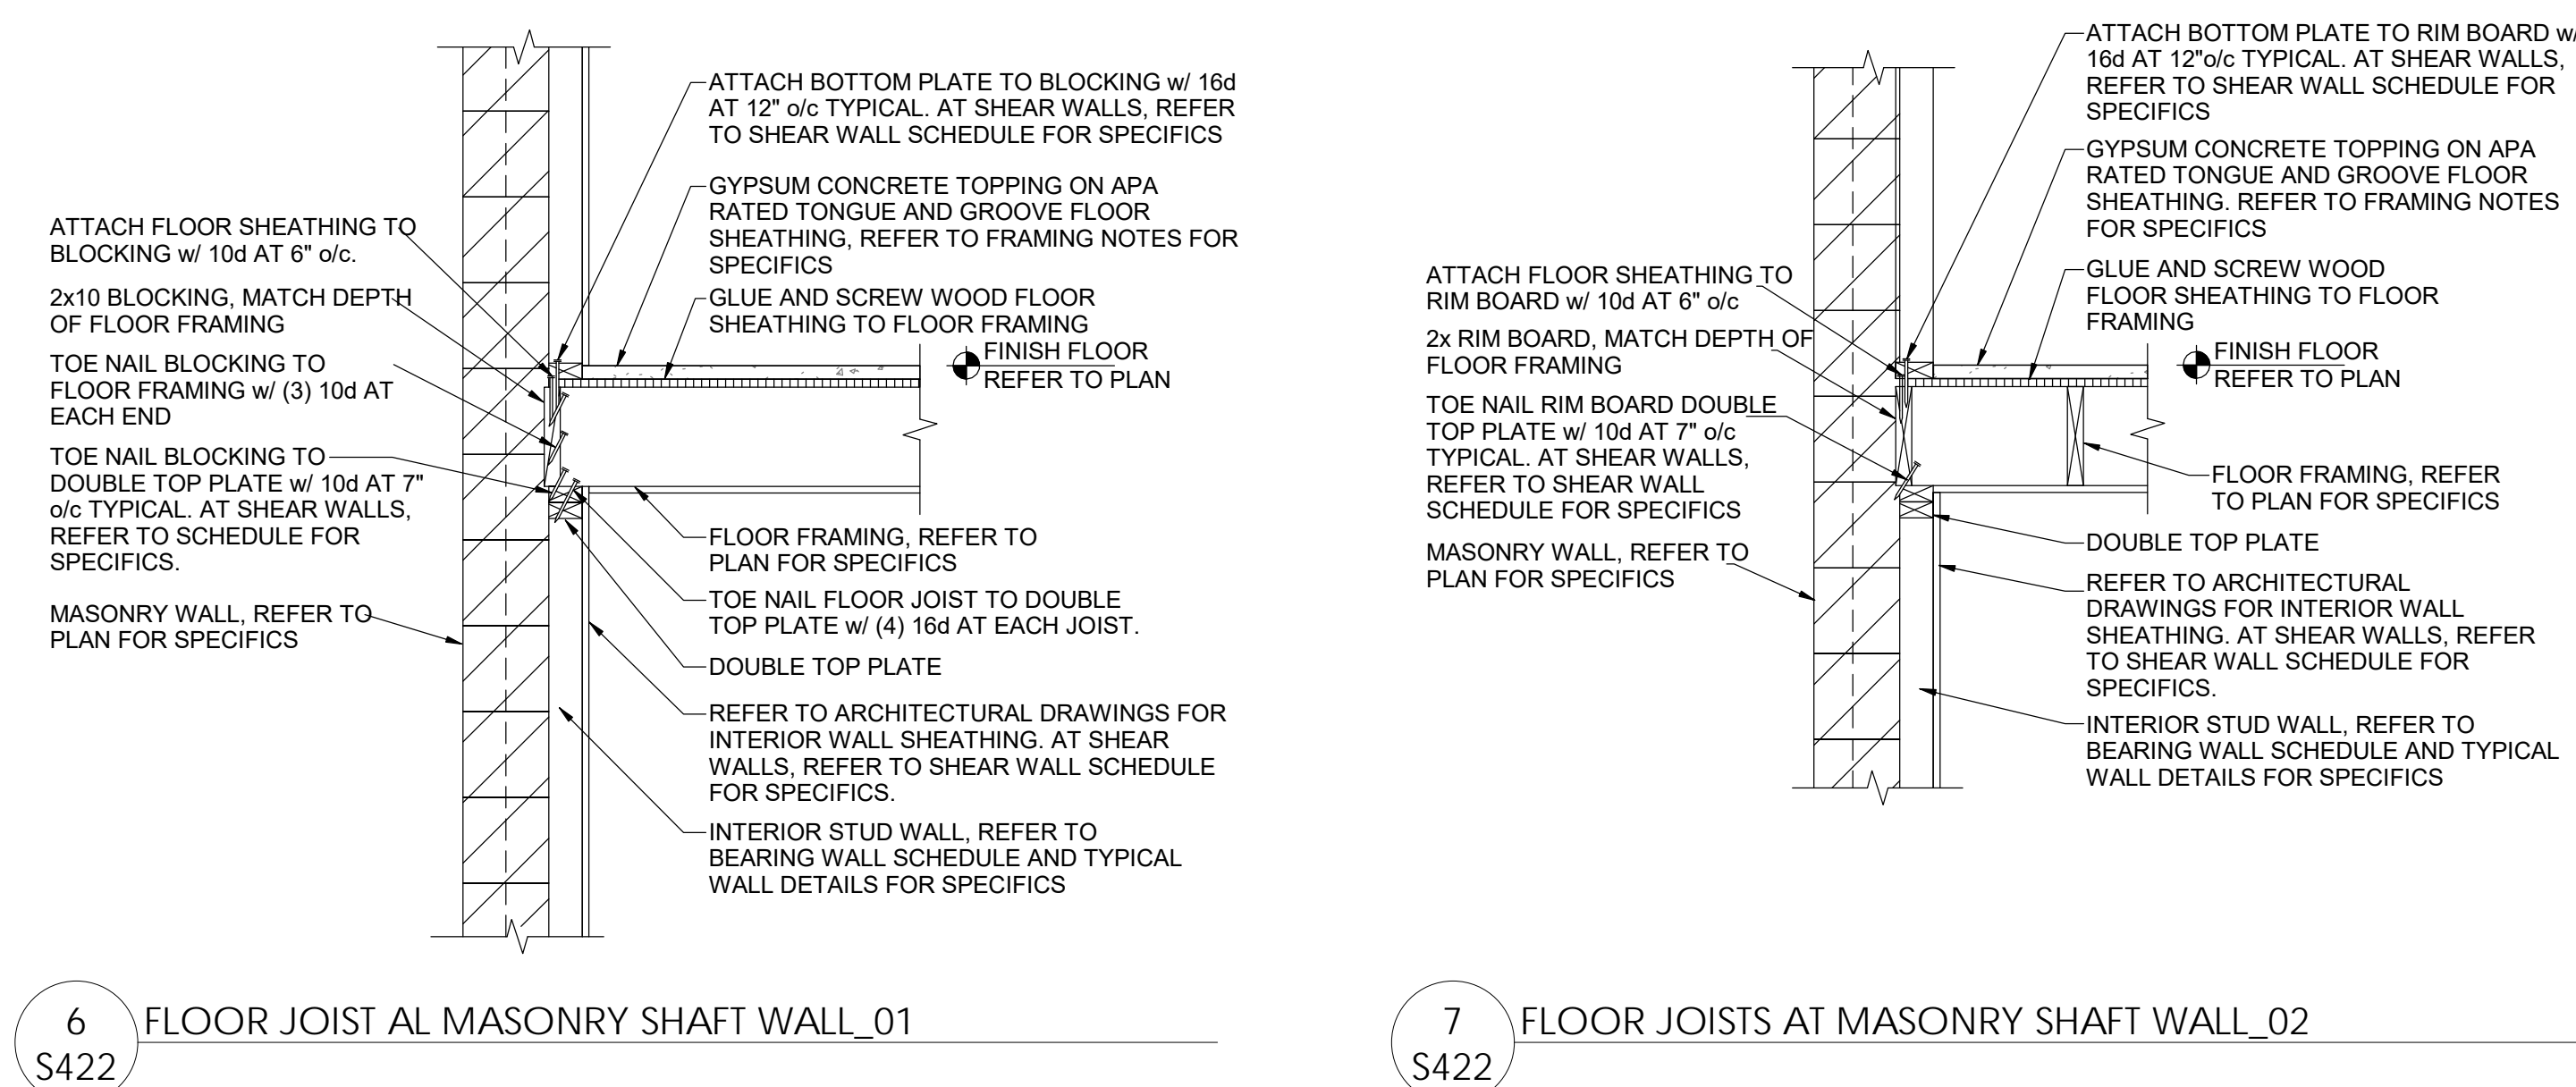 ATTACH BOTTOM PLATE TO BLOCKING w/ 16d
AT 12" o/c TYPICAL. AT SHEAR WALLS, REFER
TO SHEAR WALL SCHEDULE FOR SPECIFICS
GYPSUM CONCRETE TOPPING ON APA
RATED TONGUE AND GROOVE FLOOR
SHEATHING, REFER TO FRAMING NOTES FOR
SPECIFICS
GLUE AND SCREW WOOD FLOOR
SHEATHING TO FLOOR FRAMING
FINISH FLOOR
REFER TO PLAN
ATTACH FLOOR SHEATHING TO
BLOCKING w/ 10d AT 6" o/c.
2x10 BLOCKING, MATCH DEPTH
OF FLOOR FRAMING
TOE NAIL BLOCKING TO
FLOOR FRAMING w/ (3) 10d AT
EACH END
TOE NAIL BLOCKING TO
DOUBLE TOP PLATE w/ 10d AT 7"
o/c TYPICAL. AT SHEAR WALLS,
REFER TO SCHEDULE FOR
SPECIFICS.
MASONRY WALL, REFER TO
PLAN FOR SPECIFICS
FLOOR FRAMING, REFER TO
PLAN FOR SPECIFICS
TOE NAIL FLOOR JOIST TO DOUBLE
TOP PLATE w/ (4) 16d AT EACH JOIST.
DOUBLE TOP PLATE
REFER TO ARCHITECTURAL DRAWINGS FOR
INTERIOR WALL SHEATHING. AT SHEAR
WALLS, REFER TO SHEAR WALL SCHEDULE
FOR SPECIFICS.
INTERIOR STUD WALL, REFER TO
BEARING WALL SCHEDULE AND TYPICAL
WALL DETAILS FOR SPECIFICS
6
S422
FLOOR JOIST AL MASONRY SHAFT WALL_01
ATTACH BOTTOM PLATE TO RIM BOARD w/
16d AT 12"o/c TYPICAL. AT SHEAR WALLS,
REFER TO SHEAR WALL SCHEDULE FOR
SPECIFICS
GYPSUM CONCRETE TOPPING ON APA
RATED TONGUE AND GROOVE FLOOR
SHEATHING. REFER TO FRAMING NOTES
FOR SPECIFICS
GLUE AND SCREW WOOD
FLOOR SHEATHING TO FLOOR
FRAMING
FINISH FLOOR
REFER TO PLAN
ATTACH FLOOR SHEATHING TO
RIM BOARD w/ 10d AT 6" o/c
2x RIM BOARD, MATCH DEPTH OF
FLOOR FRAMING
TOE NAIL RIM BOARD DOUBLE
TOP PLATE w/ 10d AT 7" o/c
TYPICAL. AT SHEAR WALLS,
REFER TO SHEAR WALL
SCHEDULE FOR SPECIFICS
MASONRY WALL, REFER TO
PLAN FOR SPECIFICS
FLOOR FRAMING, REFER
TO PLAN FOR SPECIFICS
DOUBLE TOP PLATE
REFER TO ARCHITECTURAL
DRAWINGS FOR INTERIOR WALL
SHEATHING. AT SHEAR WALLS, REFER
TO SHEAR WALL SCHEDULE FOR
SPECIFICS.
INTERIOR STUD WALL, REFER TO
BEARING WALL SCHEDULE AND TYPICAL
WALL DETAILS FOR SPECIFICS
7
S422
FLOOR JOISTS AT MASONRY SHAFT WALL_02